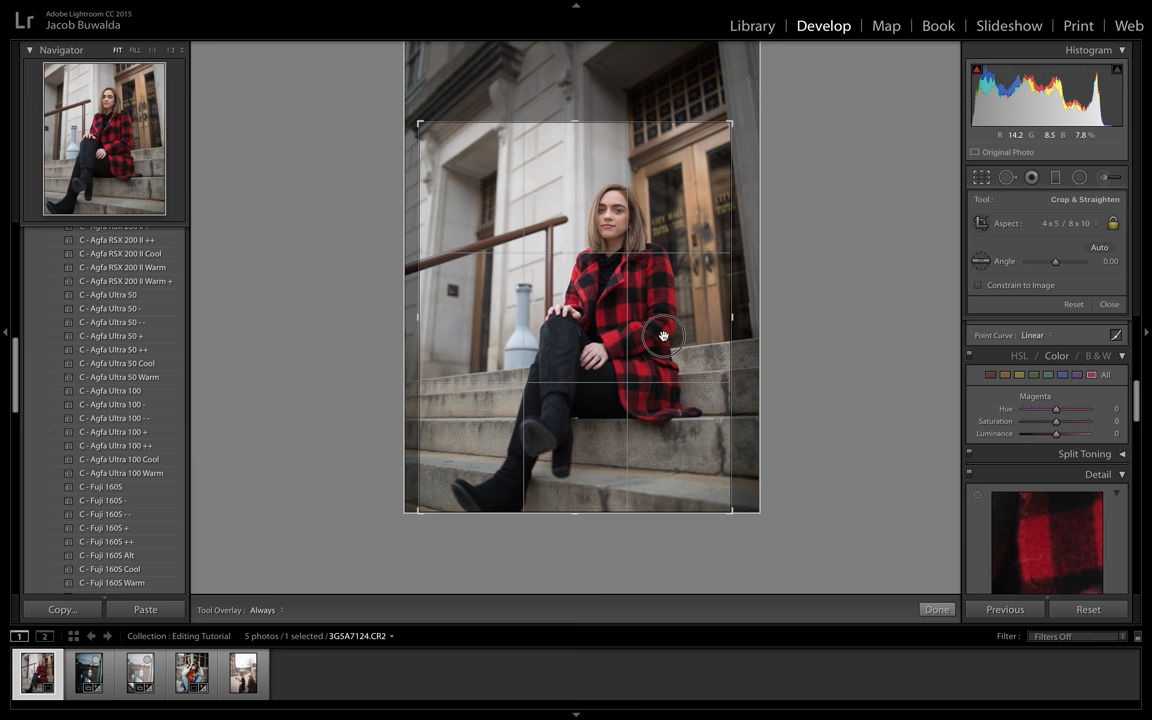 Lr
Adobe Lightroom CC 2015
Jacob Buwalda
Library | Develop | Map | Book | Slideshow | Print | Web
Navigator FIT FILL 1:1 1:2
C - Agfa RSX 200 II ++
C - Agfa RSX 200 II Cool
C - Agfa RSX 200 II Warm
C - Agfa RSX 200 II Warm +
C - Agfa Ultra 50
C - Agfa Ultra 50 -
C - Agfa Ultra 50 - -
C - Agfa Ultra 50 +
C - Agfa Ultra 50 ++
C - Agfa Ultra 50 Cool
C - Agfa Ultra 50 Warm
C - Agfa Ultra 100
C - Agfa Ultra 100 -
C - Agfa Ultra 100 - -
C - Agfa Ultra 100 +
C - Agfa Ultra 100 ++
C - Agfa Ultra 100 Cool
C - Agfa Ultra 100 Warm
C - Fuji 160S
C - Fuji 160S -
C - Fuji 160S - -
C - Fuji 160S +
C - Fuji 160S ++
C - Fuji 160S Alt
C - Fuji 160S Cool
C - Fuji 160S Warm
Copy... Paste
CITY HALL
Tool Overlay : Always
Done
Histogram
R 14.2 G 8.5 B 7.8 %
Original Photo
Tool : Crop & Straighten
Aspect : 4 x 5 / 8 x 10
Auto
Angle 0.00
Constrain to Image
Reset Close
Point Curve : Linear
HSL / Color / B & W
All
Magenta
Hue 0
Saturation 0
Luminance 0
Split Toning
Detail
Previous Reset
1 2 Collection : Editing Tutorial 5 photos / 1 selected / 3G5A7124.CR2
Filter : Filters Off